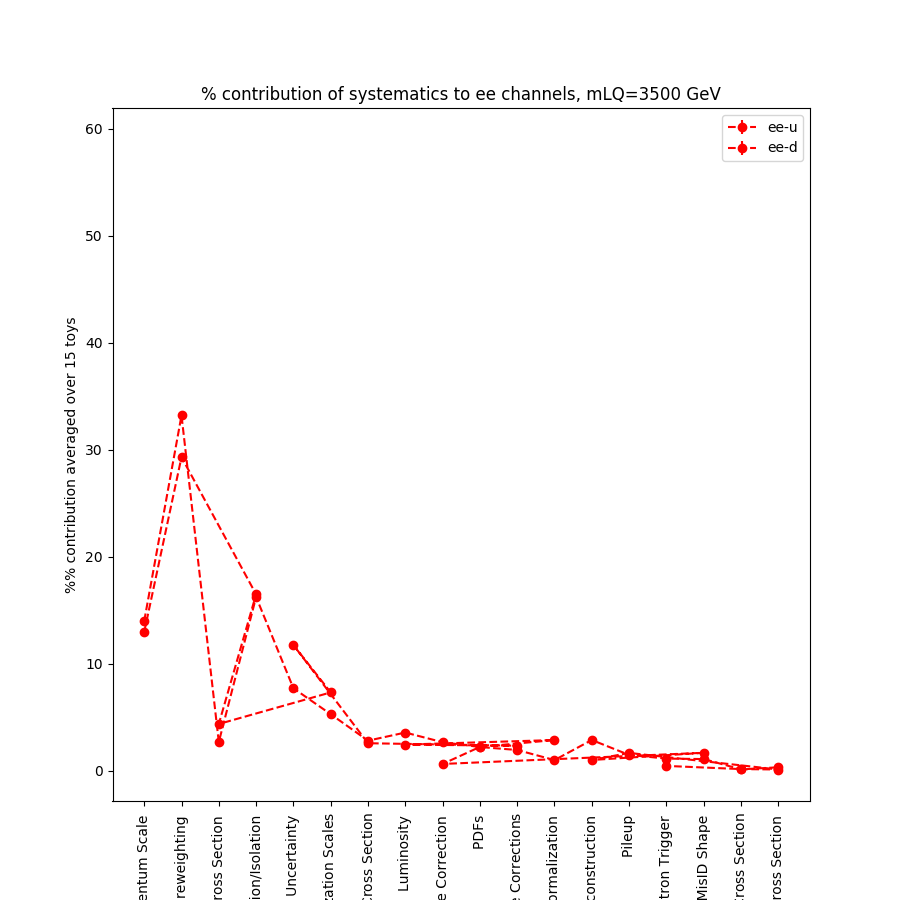 % contribution of systematics to ee channels, mLQ=3500 GeV
ee-u
ee-d
%% contribution averaged over 15 toys
60
50
40
30
20
10
0
entum Scale
reweighting
ross Section
ion/Isolation
Uncertainty
zation Scales
Cross Section
Luminosity
e Correction
PDFs
e Corrections
ormalization
construction
Pileup
tron Trigger
MisID Shape
Cross Section
ross Section